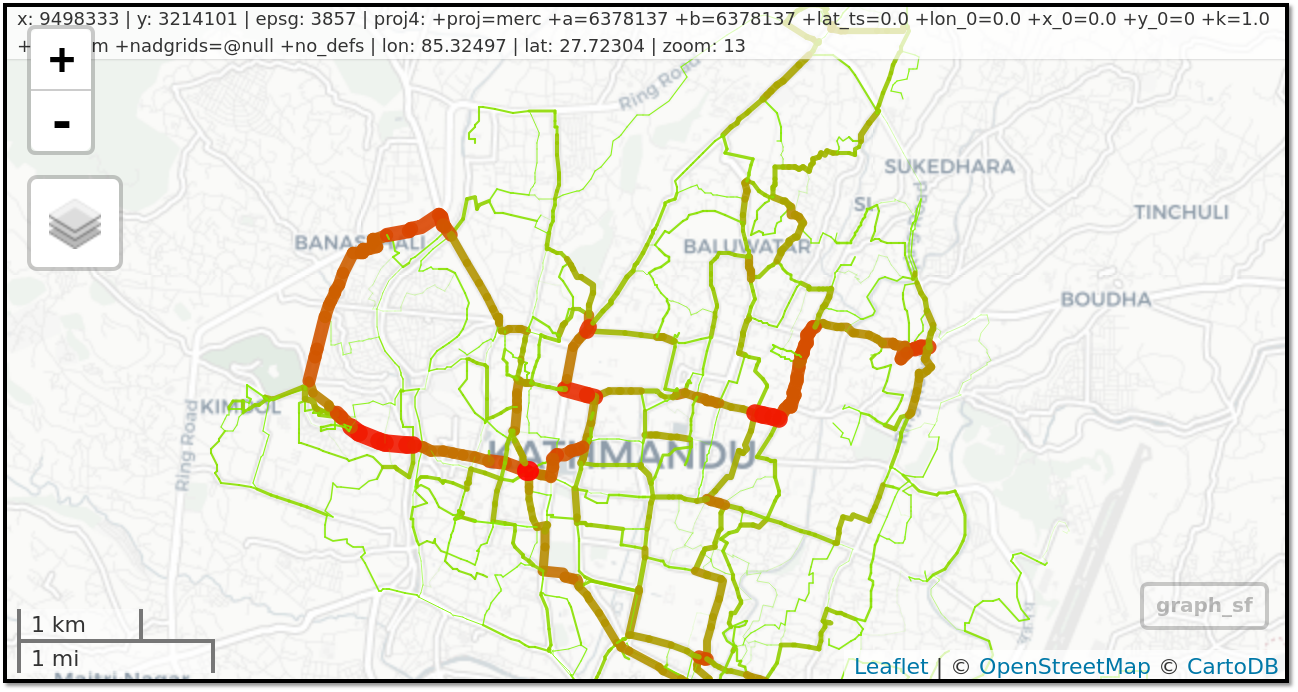 x: 9498333 | y: 3214101 | epsg: 3857 | proj4: +proj=merc +a=6378137 +b=6378137 +lat_ts=0.0 +lon_0=0.0 +x_0=0.0 +y_0=0 +k=1.0
+nadgrids=@null +no_defs | lon: 85.32497 | lat: 27.72304 | zoom: 13
+
-
Ring Road
SUKEDHARA
TINCHULI
BANAS
ALI
BALUWATAR
BOUDHA
KIMDOL
Ring Road
KATHMANDU
graph_sf
1 km
1 mi
Maitri Nagar
Leaflet | © OpenStreetMap © CartoDB